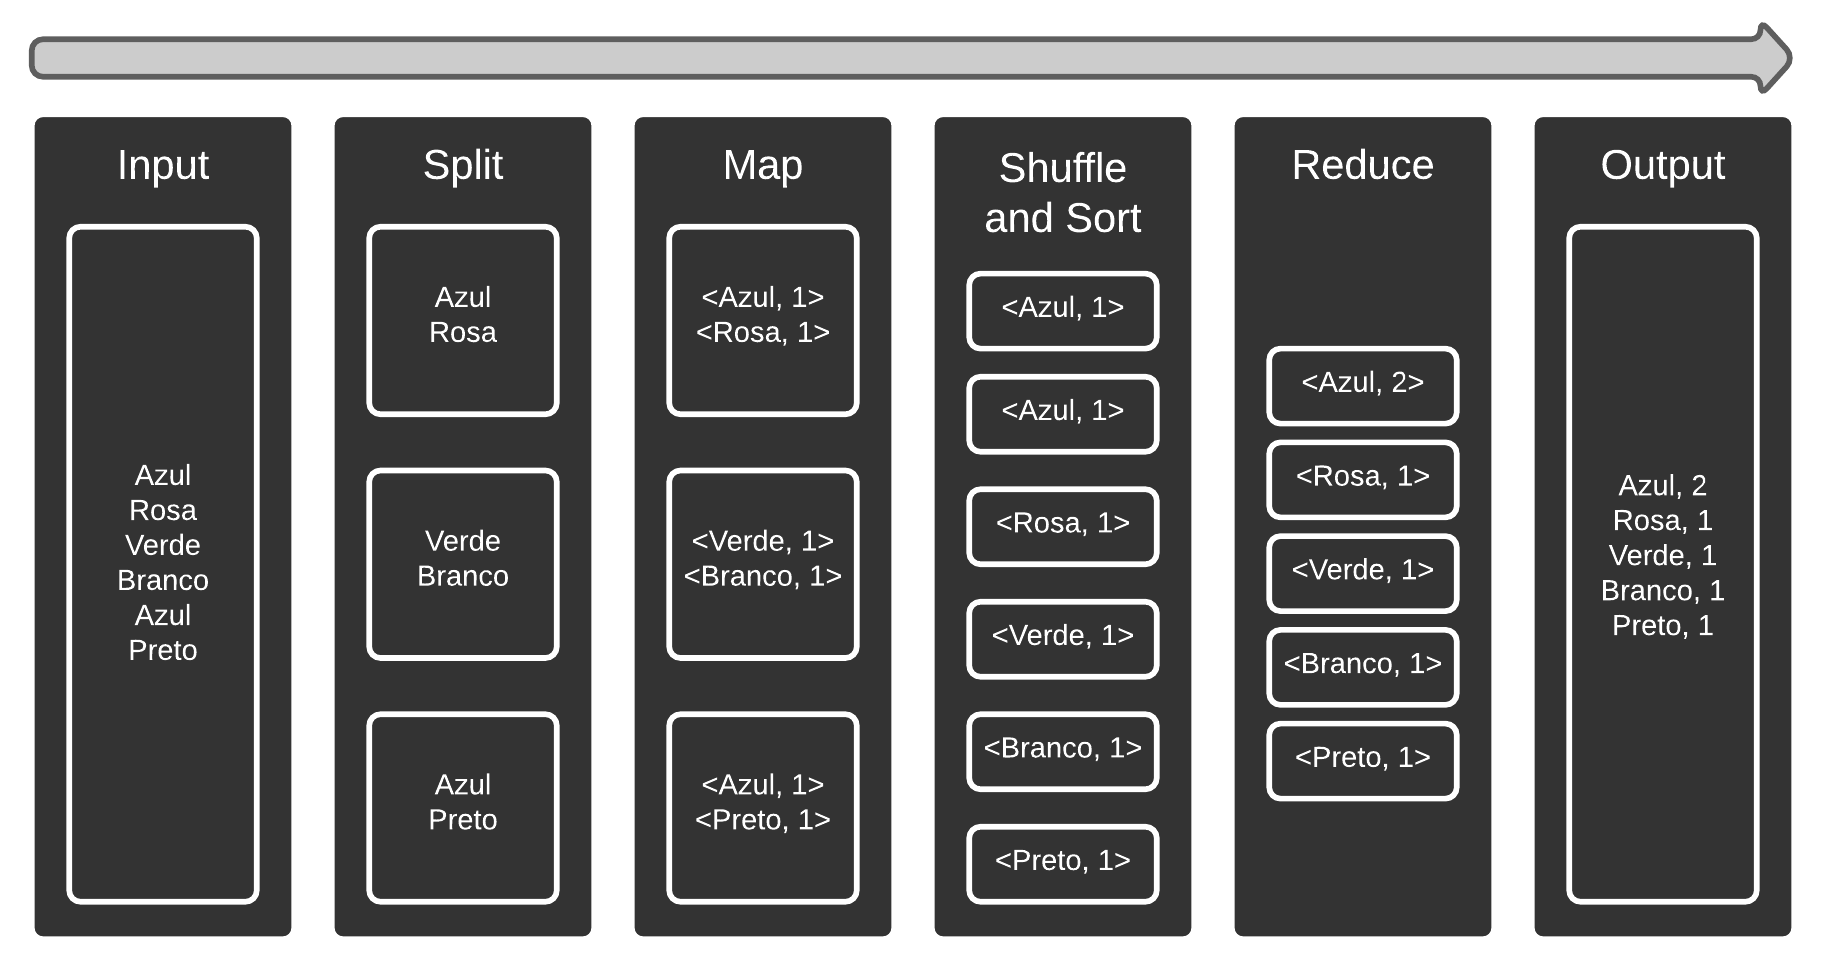 Input
Azul
Rosa
Verde
Branco
Azul
Preto
Split
Azul
Rosa
Verde
Branco
Azul
Preto
Map
<Azul, 1>
<Rosa, 1>
<Verde, 1>
<Branco, 1>
<Azul, 1>
<Preto, 1>
Shuffle
and Sort
<Azul, 1>
<Azul, 1>
<Rosa, 1>
<Verde, 1>
<Branco, 1>
<Preto, 1>
Reduce
<Azul, 2>
<Rosa, 1>
<Verde, 1>
<Branco, 1>
<Preto, 1>
Output
Azul, 2
Rosa, 1
Verde, 1
Branco, 1
Preto, 1